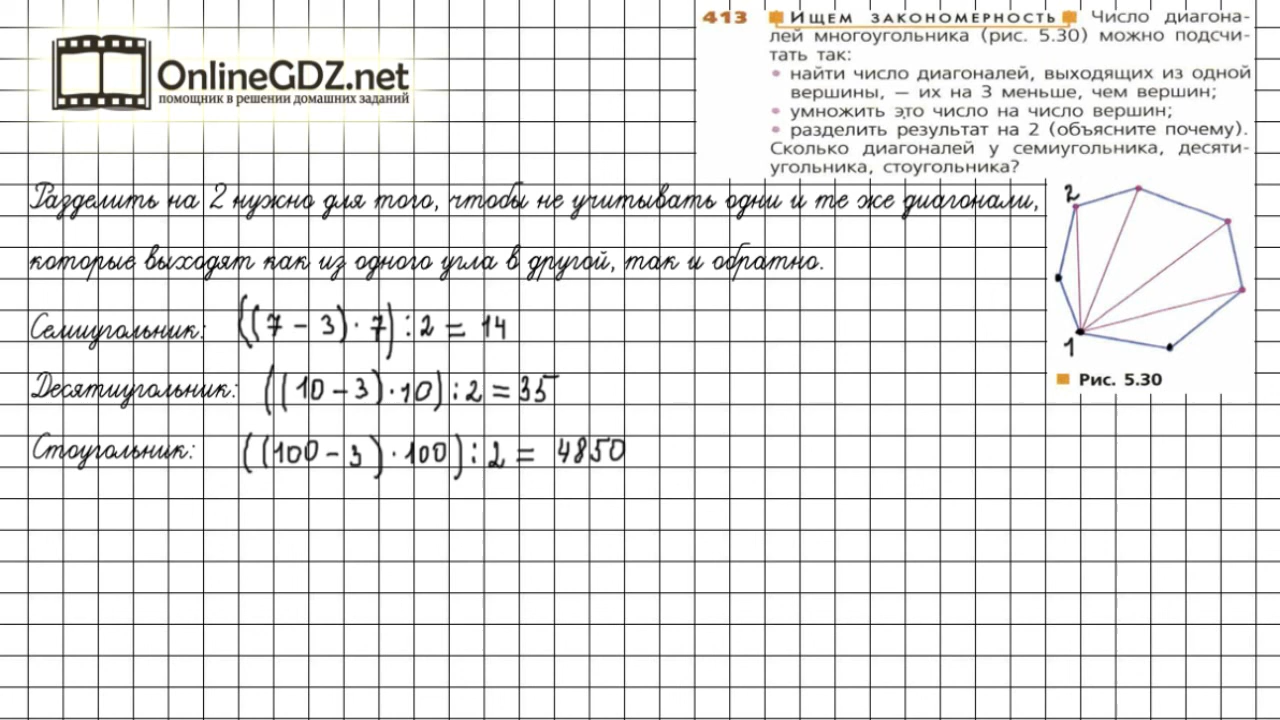 OnlineGDZ.net
помощник в решении домашних заданий
413 Ищем закономерность Число диагона-
лей многоугольника (рис. 5.30) можно подсчи-
тать так:
• найти число диагоналей, выходящих из одной
вершины, — их на 3 меньше, чем вершин;
• умножить это число на число вершин;
• разделить результат на 2 (объясните почему).
Сколько диагоналей у семиугольника, десяти-
угольника, стоугольника?
Разделить на 2 нужно для того, чтобы не учитывать одни и те же диагонали,
которые выходят как из одного угла в другой, так и обратно.
Семиугольник: ((7 - 3) · 7) : 2 = 14
Десятиугольник: ((10 - 3) · 10) : 2 = 35
Стоугольник: ((100 - 3) · 100) : 2 = 4850
2
1
Рис. 5.30